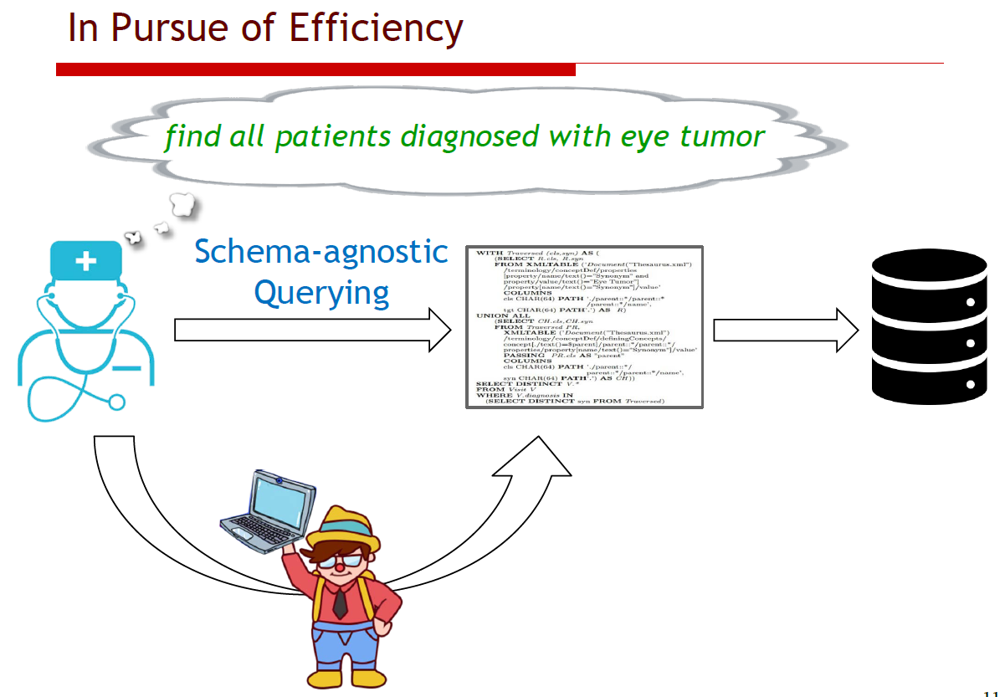 In Pursue of Efficiency
find all patients diagnosed with eye tumor
Schema-agnostic
Querying
WITH Traversed (cls,syn) AS (
(SELECT R.cls, R.syn
FROM XMLTABLE ('Document("Thesaurus.xml")
/terminology/conceptDef/properties
[property/name/text()="Synonym" and
property/value/text()="Eye Tumor"]
/property[name/text()="Synonym"]/value'
COLUMNS
cls CHAR(64) PATH './parent::*/parent::*
/parent::*/name',
tgt CHAR(64) PATH'.') AS R)
UNION ALL
(SELECT CH.cls,CH.syn
FROM Traversed PR,
XMLTABLE ('Document("Thesaurus.xml")
/terminology/conceptDef/definingConcepts/
concept[./text()=$parent]/parent::*/parent::*/
properties/property[name/text()="Synonym"]/value'
PASSING PR.cls AS "parent"
COLUMNS
cls CHAR(64) PATH './parent::*/
parent::*/parent::*/name',
syn CHAR(64) PATH'.') AS CH))
SELECT DISTINCT V.*
FROM Visit V
WHERE V.diagnosis IN
(SELECT DISTINCT syn FROM Traversed)
11